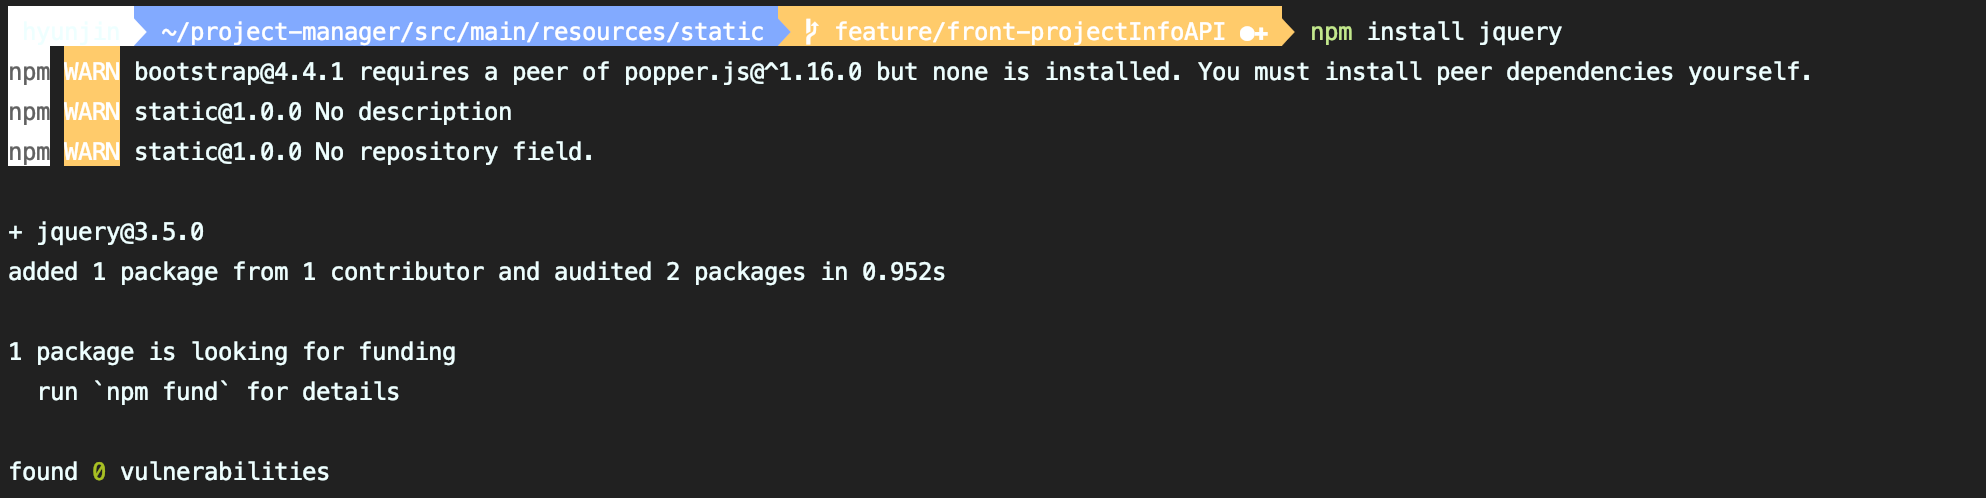 hyunjin ~/project-manager/src/main/resources/static feature/front-projectInfoAPI ●✚ npm install jquery
npm WARN bootstrap@4.4.1 requires a peer of popper.js@^1.16.0 but none is installed. You must install peer dependencies yourself.
npm WARN static@1.0.0 No description
npm WARN static@1.0.0 No repository field.
+ jquery@3.5.0
added 1 package from 1 contributor and audited 2 packages in 0.952s
1 package is looking for funding
run `npm fund` for details
found 0 vulnerabilities